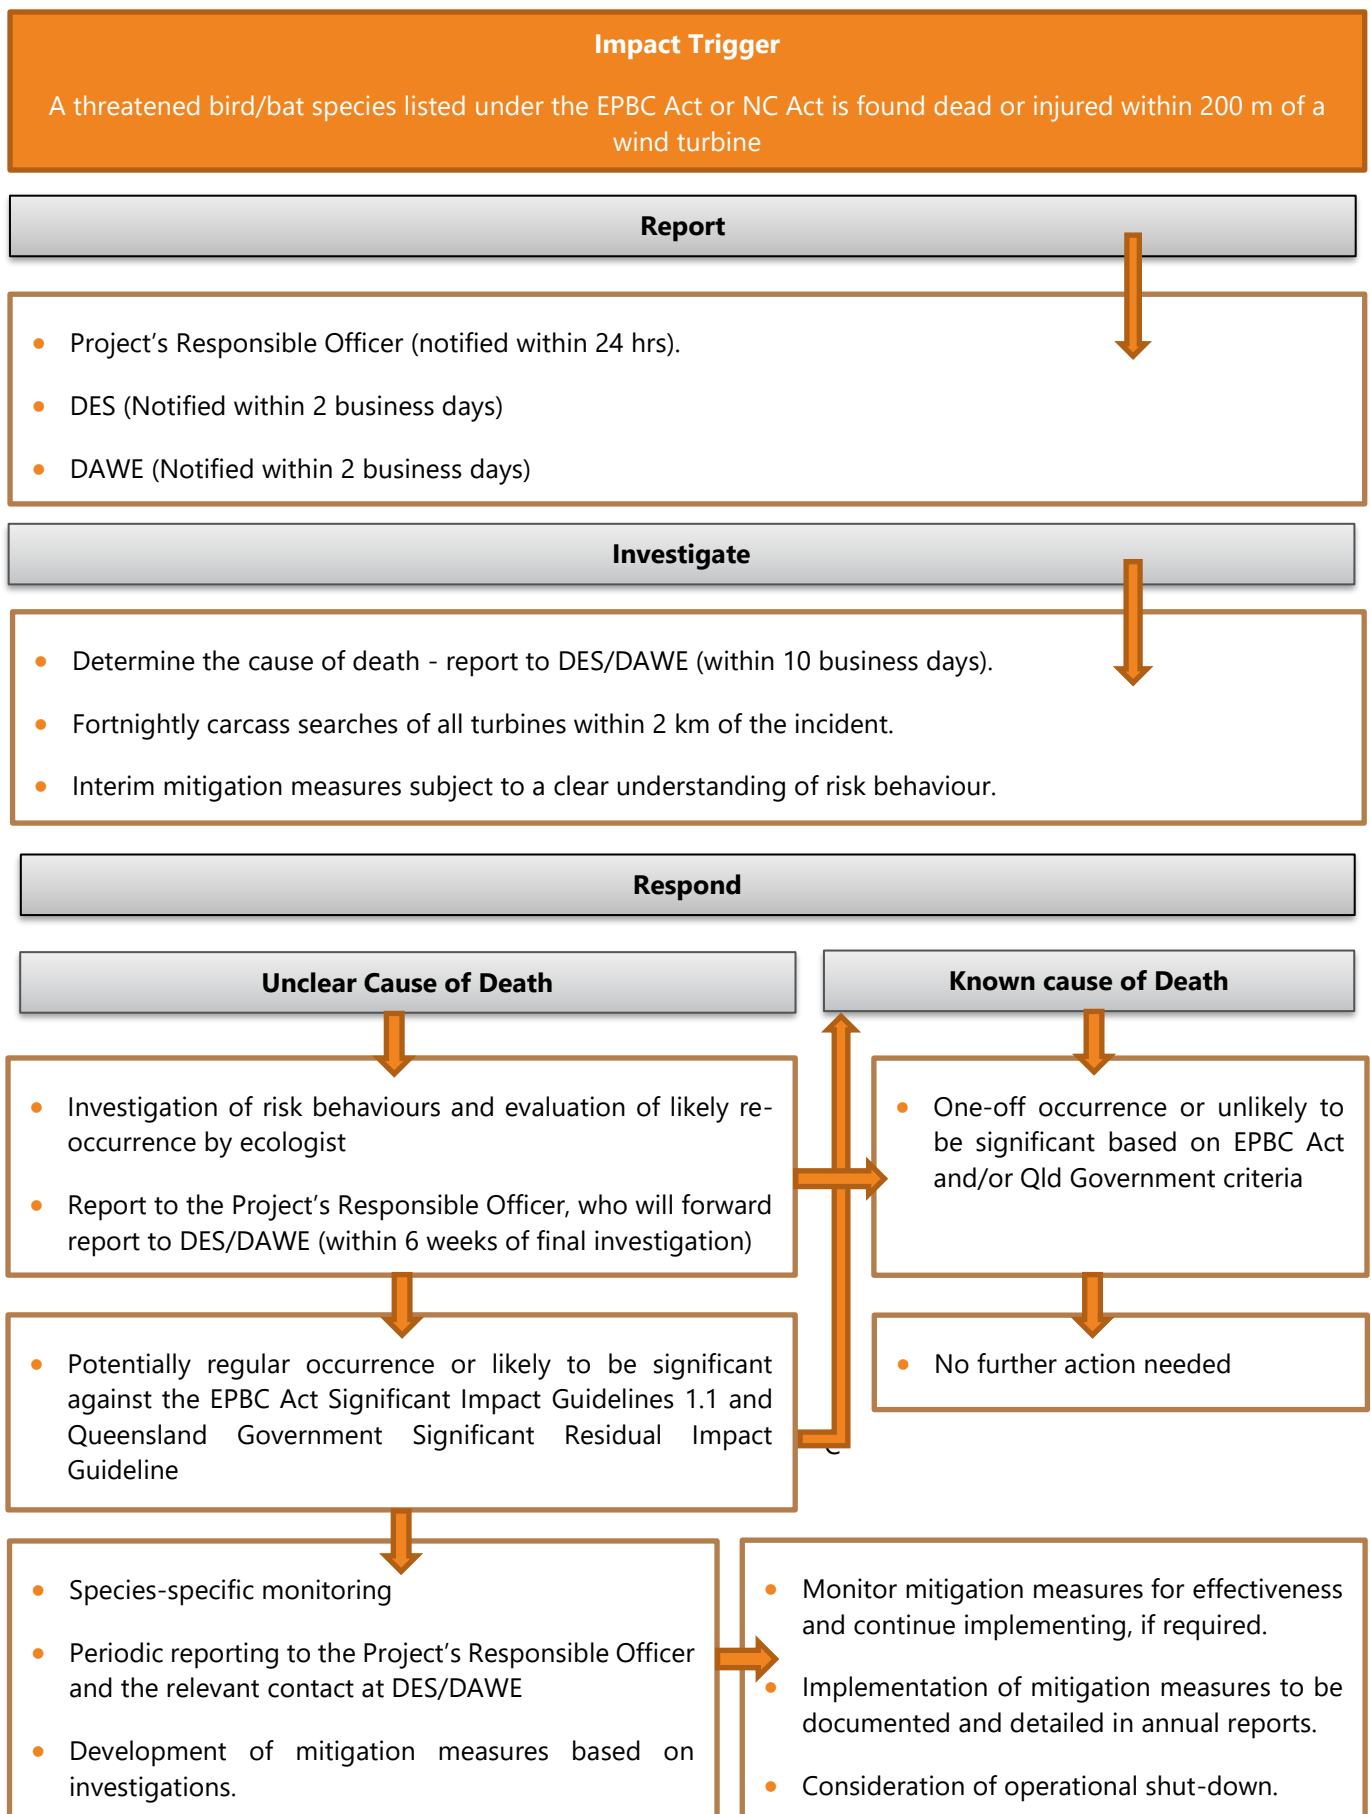 Impact Trigger
A threatened bird/bat species listed under the EPBC Act or NC Act is found dead or injured within 200 m of a
wind turbine
Report
• Project's Responsible Officer (notified within 24 hrs).
• DES (Notified within 2 business days)
• DAWE (Notified within 2 business days)
Investigate
• Determine the cause of death - report to DES/DAWE (within 10 business days).
• Fortnightly carcass searches of all turbines within 2 km of the incident.
• Interim mitigation measures subject to a clear understanding of risk behaviour.
Respond
Unclear Cause of Death
• Investigation of risk behaviours and evaluation of likely re-
occurrence by ecologist
• Report to the Project's Responsible Officer, who will forward
report to DES/DAWE (within 6 weeks of final investigation)
• Potentially regular occurrence or likely to be significant
against the EPBC Act Significant Impact Guidelines 1.1 and
Queensland Government Significant Residual Impact
Guideline
Known cause of Death
• One-off occurrence or unlikely to
be significant based on EPBC Act
and/or Qld Government criteria
• No further action needed
• Species-specific monitoring
• Periodic reporting to the Project's Responsible Officer
and the relevant contact at DES/DAWE
• Development of mitigation measures based on
investigations.
• Monitor mitigation measures for effectiveness
and continue implementing, if required.
• Implementation of mitigation measures to be
documented and detailed in annual reports.
• Consideration of operational shut-down.